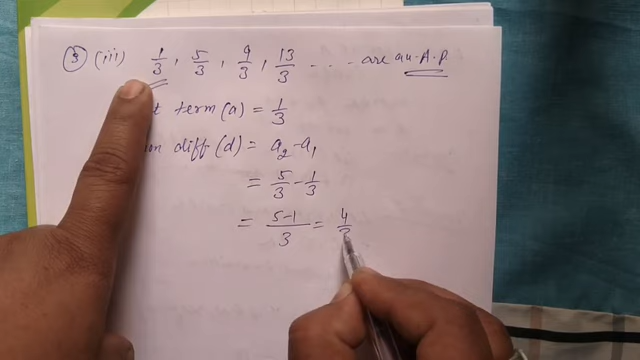 ③ (iii) 1/3, 5/3, 9/3, 13/3 ... are an A.P.
term (a) = 1/3
diff (d) = a₂ - a₁
= 5/3 - 1/3
= (5-1)/3 = 4/3